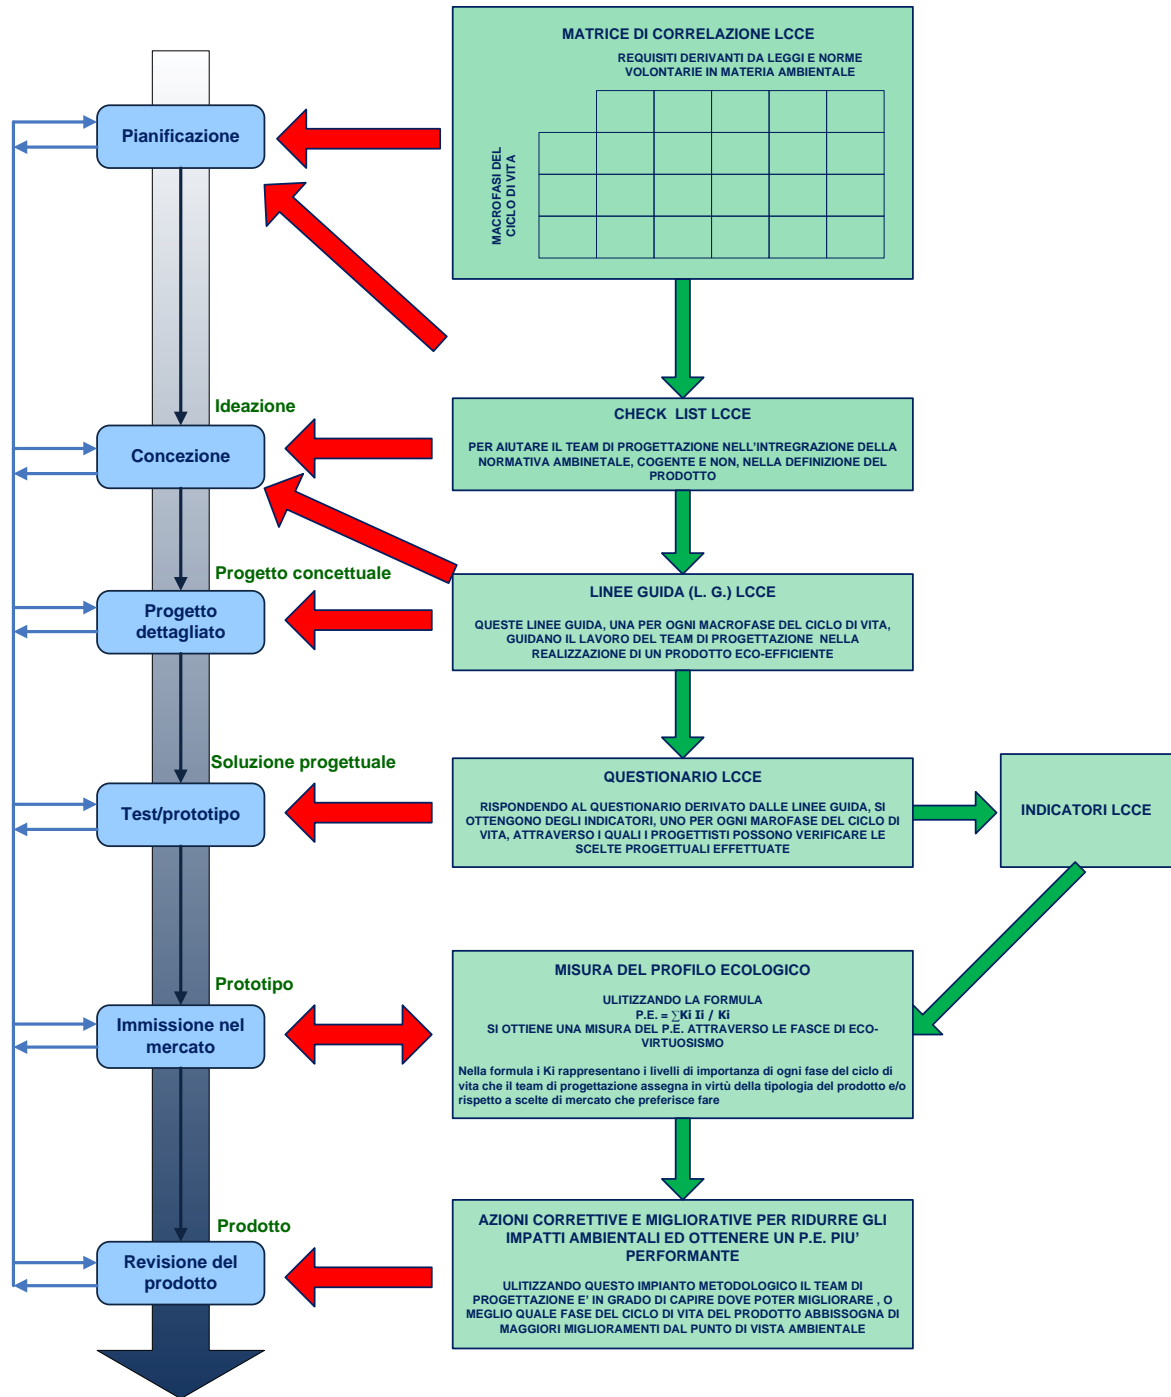 MATRICE DI CORRELAZIONE LCCE
REQUISITI DERIVANTI DA LEGGI E NORME
VOLONTARIE IN MATERIA AMBIENTALE
MACROFASI DEL
CICLO DI VITA
Pianificazione
Ideazione
Concezione
CHECK LIST LCCE
PER AIUTARE IL TEAM DI PROGETTAZIONE NELL'INTREGRAZIONE DELLA
NORMATIVA AMBINETALE, COGENTE E NON, NELLA DEFINIZIONE DEL
PRODOTTO
Progetto concettuale
Progetto
dettagliato
LINEE GUIDA (L. G.) LCCE
QUESTE LINEE GUIDA, UNA PER OGNI MACROFASE DEL CICLO DI VITA,
GUIDANO IL LAVORO DEL TEAM DI PROGETTAZIONE NELLA
REALIZZAZIONE DI UN PRODOTTO ECO-EFFICIENTE
Soluzione progettuale
Test/prototipo
QUESTIONARIO LCCE
RISPONDENDO AL QUESTIONARIO DERIVATO DALLE LINEE GUIDA, SI
OTTENGONO DEGLI INDICATORI, UNO PER OGNI MAROFASE DEL CICLO DI
VITA, ATTRAVERSO I QUALI I PROGETTISTI POSSONO VERIFICARE LE
SCELTE PROGETTUALI EFFETTUATE
INDICATORI LCCE
Prototipo
Immissione nel
mercato
MISURA DEL PROFILO ECOLOGICO
ULITIZZANDO LA FORMULA
P.E. = ∑Ki Ii / Ki
SI OTTIENE UNA MISURA DEL P.E. ATTRAVERSO LE FASCE DI ECO-
VIRTUOSISMO
Nella formula i Ki rappresentano i livelli di importanza di ogni fase del ciclo di
vita che il team di progettazione assegna in virtù della tipologia del prodotto e/o
rispetto a scelte di mercato che preferisce fare
Prodotto
Revisione del
prodotto
AZIONI CORRETTIVE E MIGLIORATIVE PER RIDURRE GLI
IMPATTI AMBIENTALI ED OTTENERE UN P.E. PIU'
PERFORMANTE
ULITIZZANDO QUESTO IMPIANTO METODOLOGICO IL TEAM DI
PROGETTAZIONE E' IN GRADO DI CAPIRE DOVE POTER MIGLIORARE , O
MEGLIO QUALE FASE DEL CICLO DI VITA DEL PRODOTTO ABBISSOGNA DI
MAGGIORI MIGLIORAMENTI DAL PUNTO DI VISTA AMBIENTALE